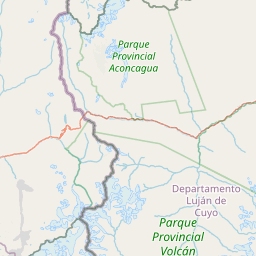 Parque
Provincial
Aconcagua
Departamento
Luján de
Cuyo
Parque
Provincial
Volcán